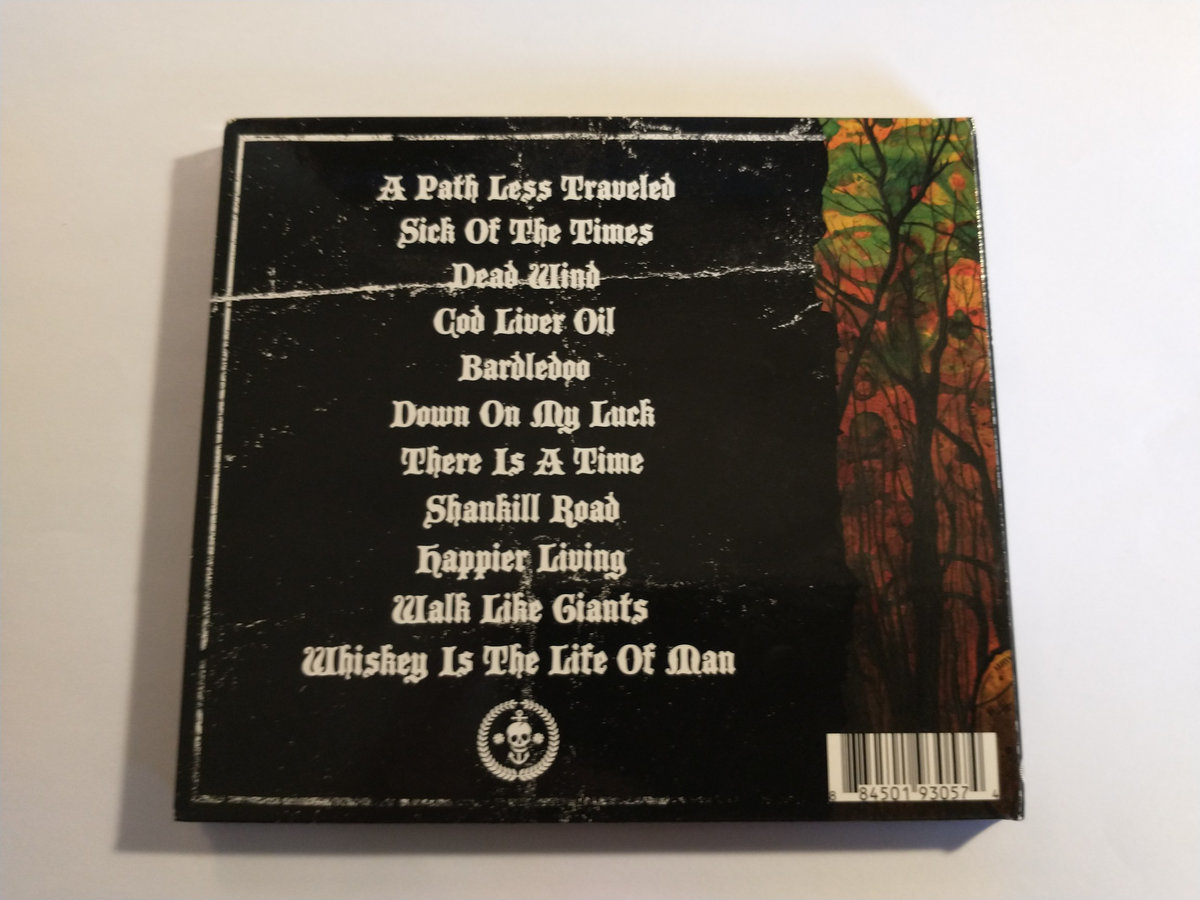 A Path Less Traveled
Sick Of The Times
Dead Wind
Cod Liver Oil
Bardledoo
Down On My Luck
There Is A Time
Shankill Road
Happier Living
Walk Like Giants
Whiskey Is The Life Of Man
8 84501 93057 4